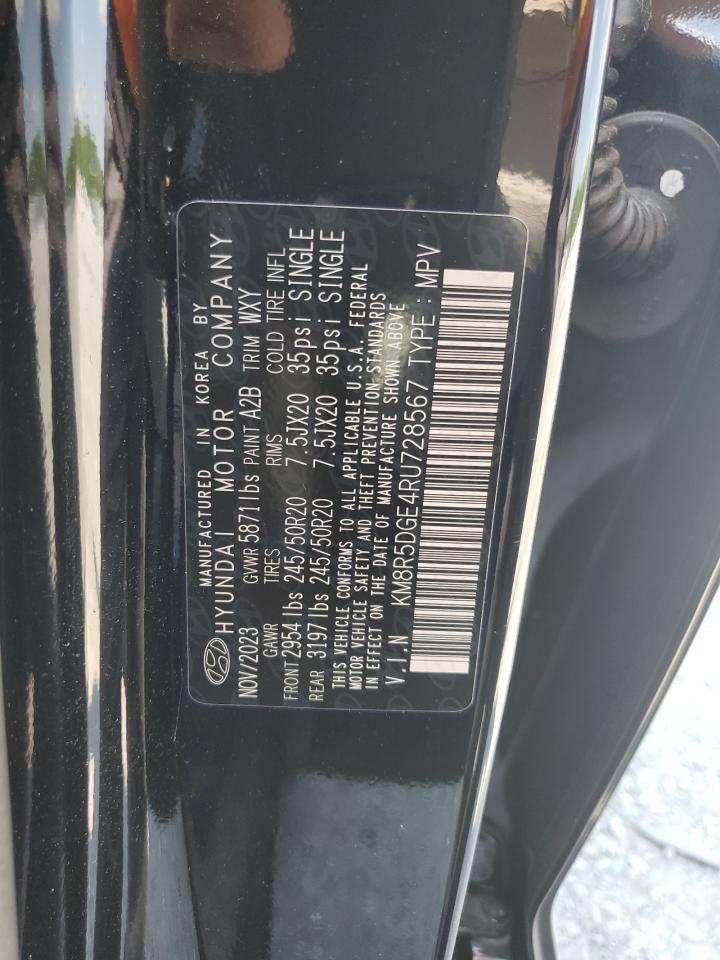 MANUFACTURED IN KOREA BY
HYUNDAI MOTOR COMPANY
NOV/2023 GVWR 5871 lbs PAINT A2B TRIM WXY
GAWR TIRES RIMS COLD TIRE INFL
FRONT 2954 lbs 245/50R20 7.5JX20 35psi SINGLE
REAR 3197 lbs 245/50R20 7.5JX20 35psi SINGLE
THIS VEHICLE CONFORMS TO ALL APPLICABLE U.S.A. FEDERAL
MOTOR VEHICLE SAFETY AND THEFT PREVENTION STANDARDS
IN EFFECT ON THE DATE OF MANUFACTURE SHOWN ABOVE.
V.I.N KM8R5DGE4RU728567 TYPE : MPV